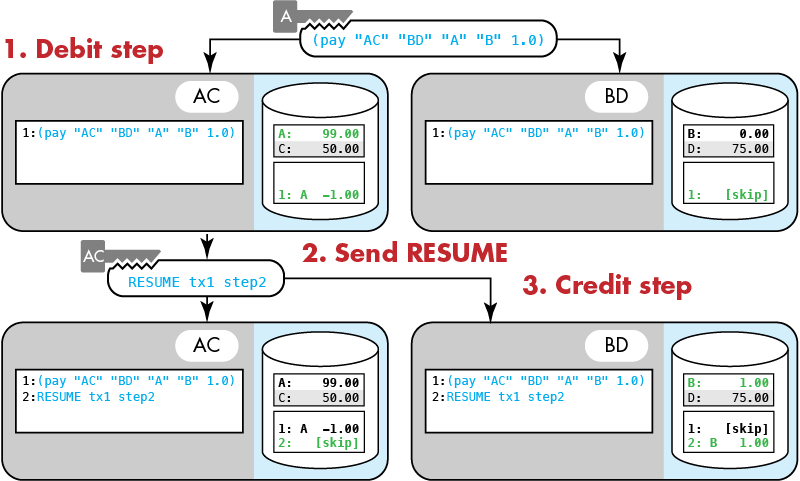 A
(pay "AC" "BD" "A" "B" 1.0)
1. Debit step
AC
1:(pay "AC" "BD" "A" "B" 1.0)
A: 99.00
C: 50.00
1: A −1.00
BD
1:(pay "AC" "BD" "A" "B" 1.0)
B: 0.00
D: 75.00
1: [skip]
AC
RESUME tx1 step2
2. Send RESUME
3. Credit step
AC
1:(pay "AC" "BD" "A" "B" 1.0)
2:RESUME tx1 step2
A: 99.00
C: 50.00
1: A −1.00
2: [skip]
BD
1:(pay "AC" "BD" "A" "B" 1.0)
2:RESUME tx1 step2
B: 1.00
D: 75.00
1: [skip]
2: B 1.00